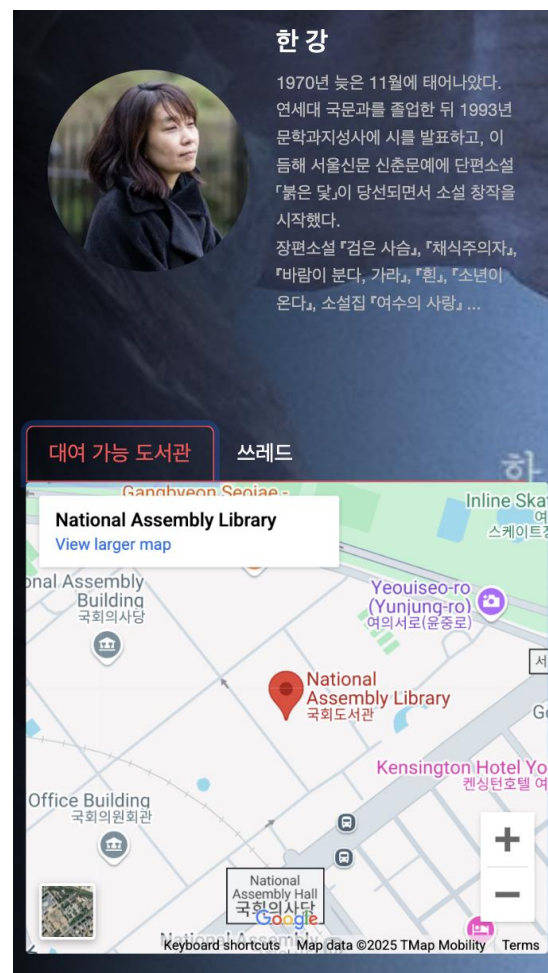 한 강
1970년 늦은 11월에 태어나았다.
연세대 국문과를 졸업한 뒤 1993년
문학과지성사에 시를 발표하고, 이
듬해 서울신문 신춘문예에 단편소설
「붉은 닻」이 당선되면서 소설 창작을
시작했다.
장편소설 『검은 사슴』, 『채식주의자』,
『바람이 분다, 가라』, 『흰』, 『소년이
온다』, 소설집 『여수의 사랑』 ...
대여 가능 도서관
쓰레드
하
Gangbyeon Seojae -
National Assembly Library
View larger map
Inline Ska
여
스케이트장
onal Assembly
Building
국회의사당
Yeouiseo-ro
(Yunjung-ro)
여의서로(윤중로)
서
National
Assembly Library
국회도서관
Ge
Kensington Hotel Yo
켄싱턴호텔 여
Office Building
국회의원회관
National
Assembly Hall
국회의사당
Google
Keyboard shortcuts
Map data ©2025 TMap Mobility
Terms